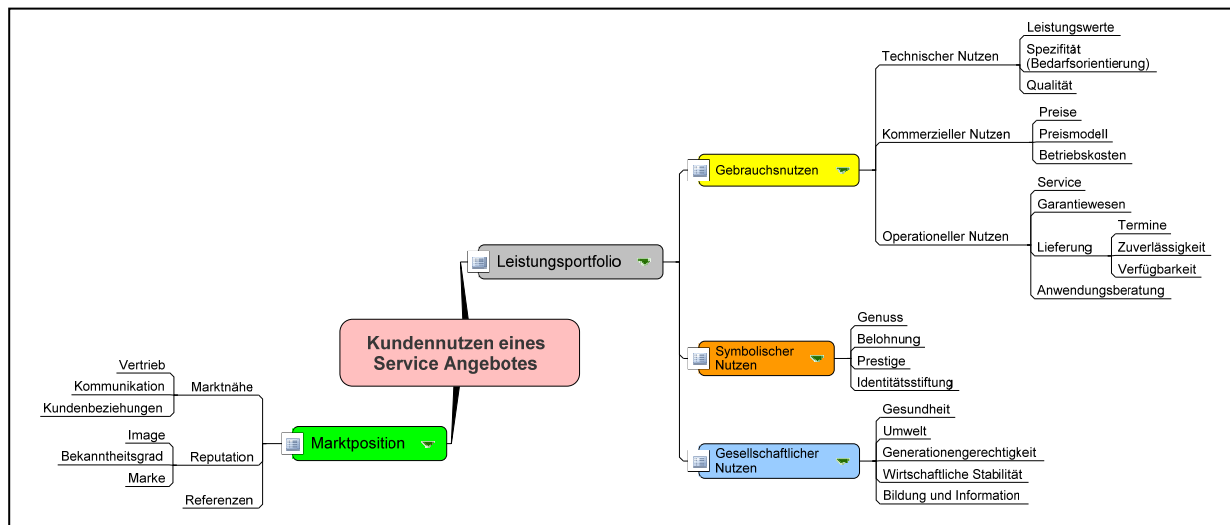 Kundennutzen eines
Service Angebotes
Leistungsportfolio
Gebrauchsnutzen
Technischer Nutzen
Leistungswerte
Spezifität
(Bedarfsorientierung)
Qualität
Kommerzieller Nutzen
Preise
Preismodell
Betriebskosten
Operationeller Nutzen
Service
Garantiewesen
Lieferung
Termine
Zuverlässigkeit
Verfügbarkeit
Anwendungsberatung
Symbolischer
Nutzen
Genuss
Belohnung
Prestige
Identitätsstiftung
Gesellschaftlicher
Nutzen
Gesundheit
Umwelt
Generationengerechtigkeit
Wirtschaftliche Stabilität
Bildung und Information
Marktposition
Marktnähe
Vertrieb
Kommunikation
Kundenbeziehungen
Reputation
Image
Bekanntheitsgrad
Marke
Referenzen